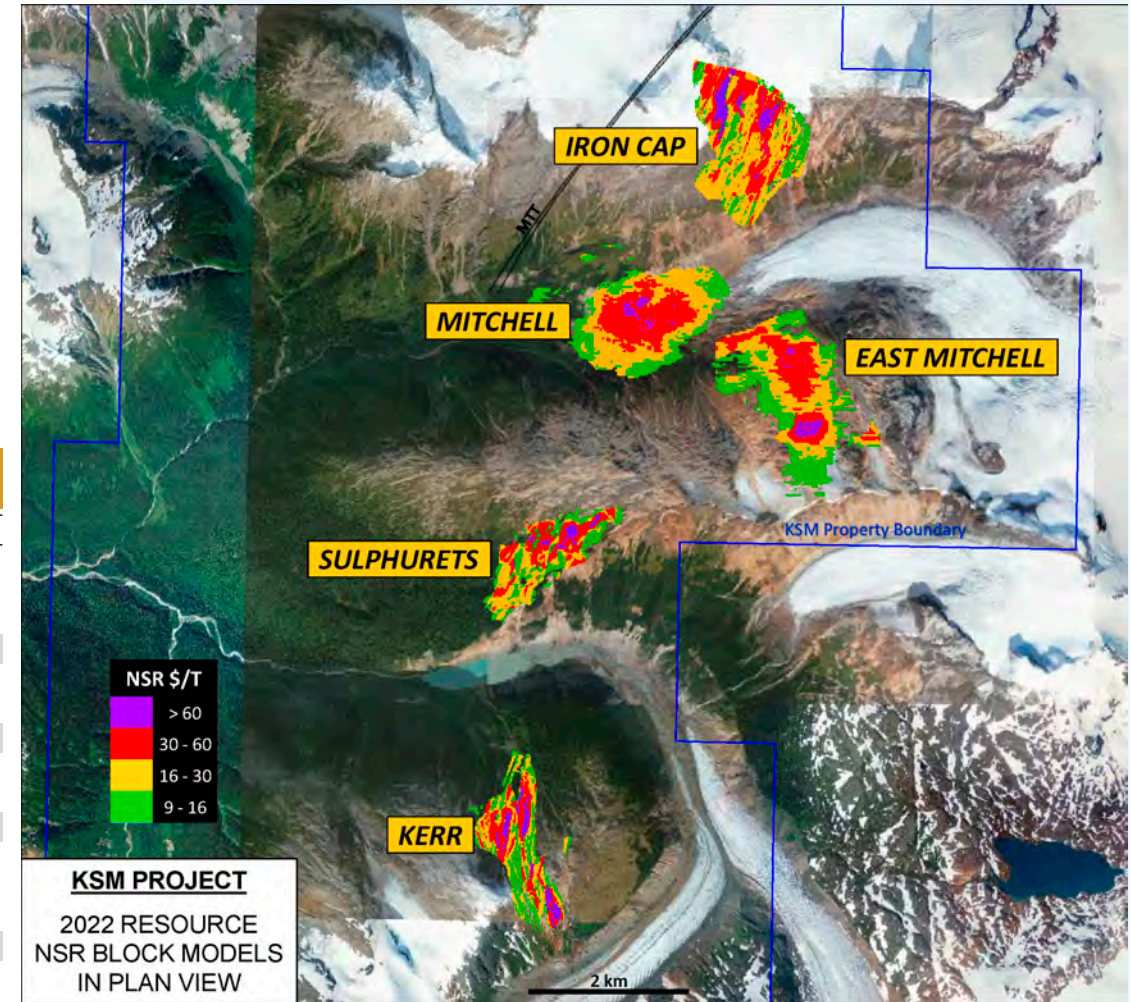 IRON CAP
MTT
MITCHELL
EAST MITCHELL
KSM Property Boundary
SULPHURETS
NSR $/T
> 60
30 - 60
16 - 30
9 - 16
KERR
KSM PROJECT
2022 RESOURCE
NSR BLOCK MODELS
IN PLAN VIEW
2 km